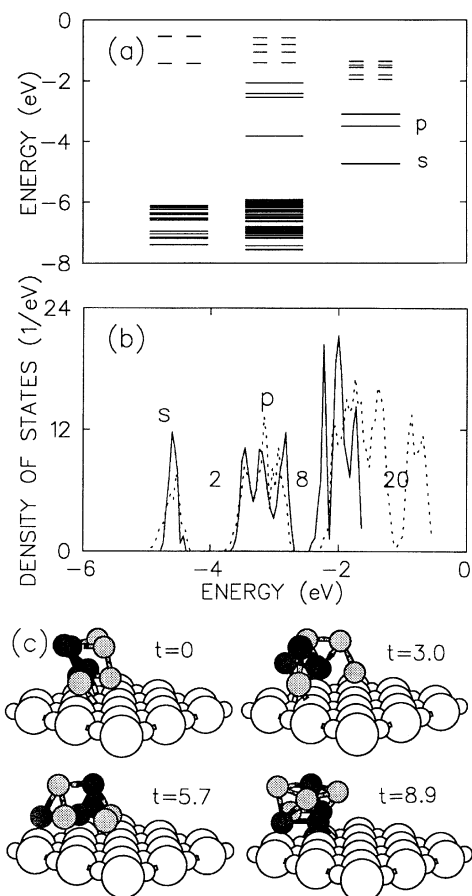 0
(a)
-2
-4
-6
-8
ENERGY (eV)
p
s
24
(b)
12
0
DENSITY OF STATES (1/eV)
s
p
2
8
20
-6
-4
-2
0
ENERGY (eV)
(c)
t=0
t=3.0
t=5.7
t=8.9